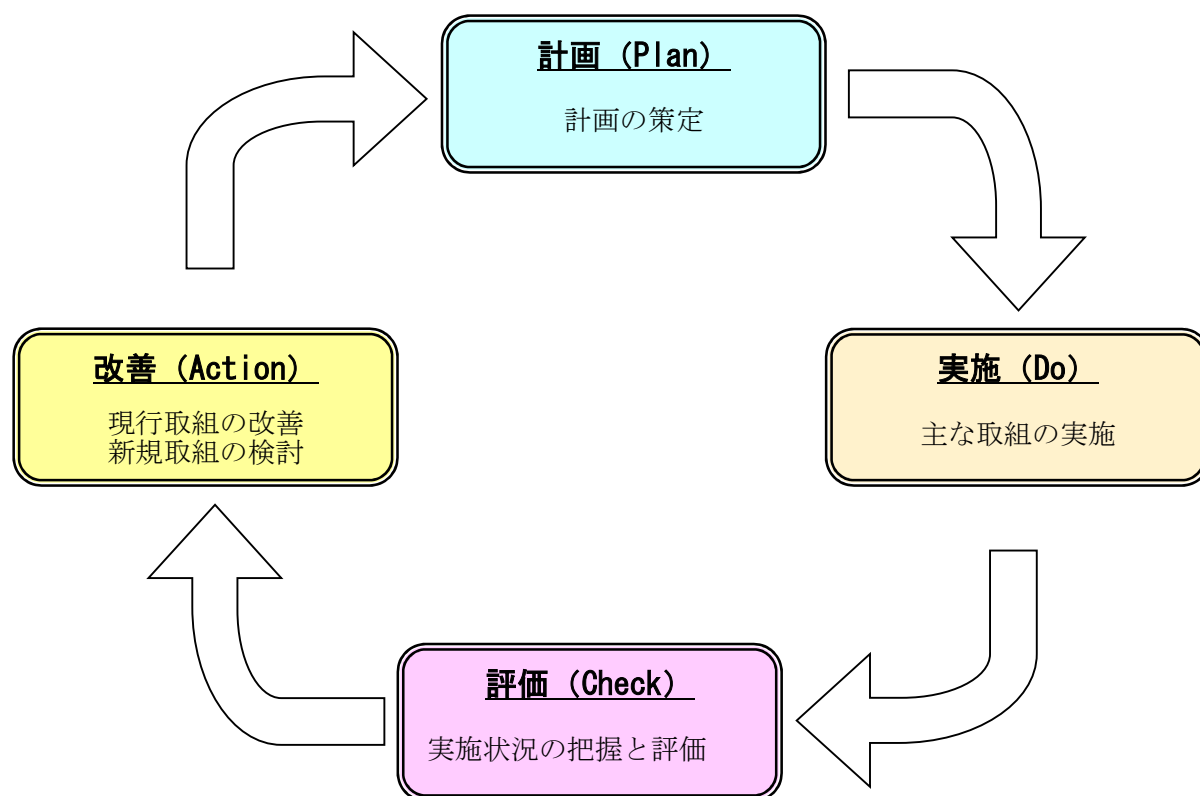 計画（Plan）
計画の策定
改善（Action）
現行取組の改善
新規取組の検討
実施（Do）
主な取組の実施
評価（Check）
実施状況の把握と評価